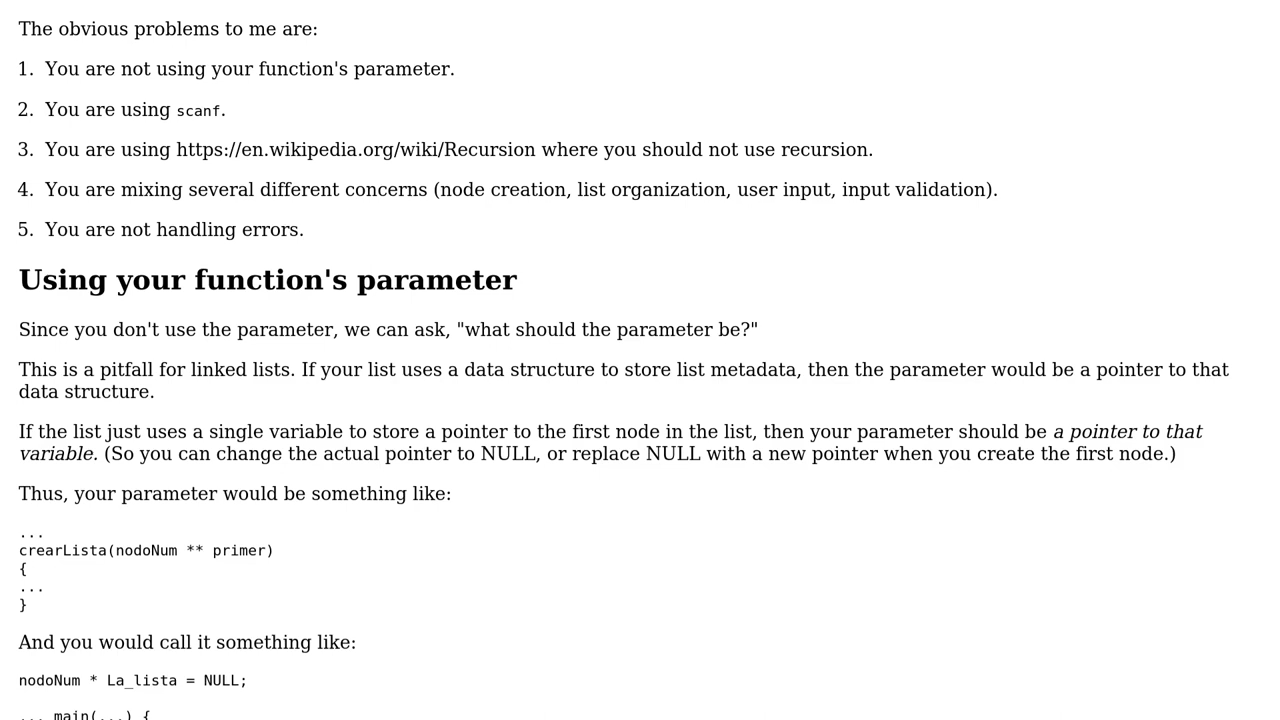 The obvious problems to me are:
1. You are not using your function's parameter.
2. You are using scanf.
3. You are using https://en.wikipedia.org/wiki/Recursion where you should not use recursion.
4. You are mixing several different concerns (node creation, list organization, user input, input validation).
5. You are not handling errors.
Using your function's parameter
Since you don't use the parameter, we can ask, "what should the parameter be?"
This is a pitfall for linked lists. If your list uses a data structure to store list metadata, then the parameter would be a pointer to that
data structure.
If the list just uses a single variable to store a pointer to the first node in the list, then your parameter should be a pointer to that
variable. (So you can change the actual pointer to NULL, or replace NULL with a new pointer when you create the first node.)
Thus, your parameter would be something like:
...
crearLista(nodoNum ** primer)
{
...
}
And you would call it something like:
nodoNum * La_lista = NULL;
... main(...) {